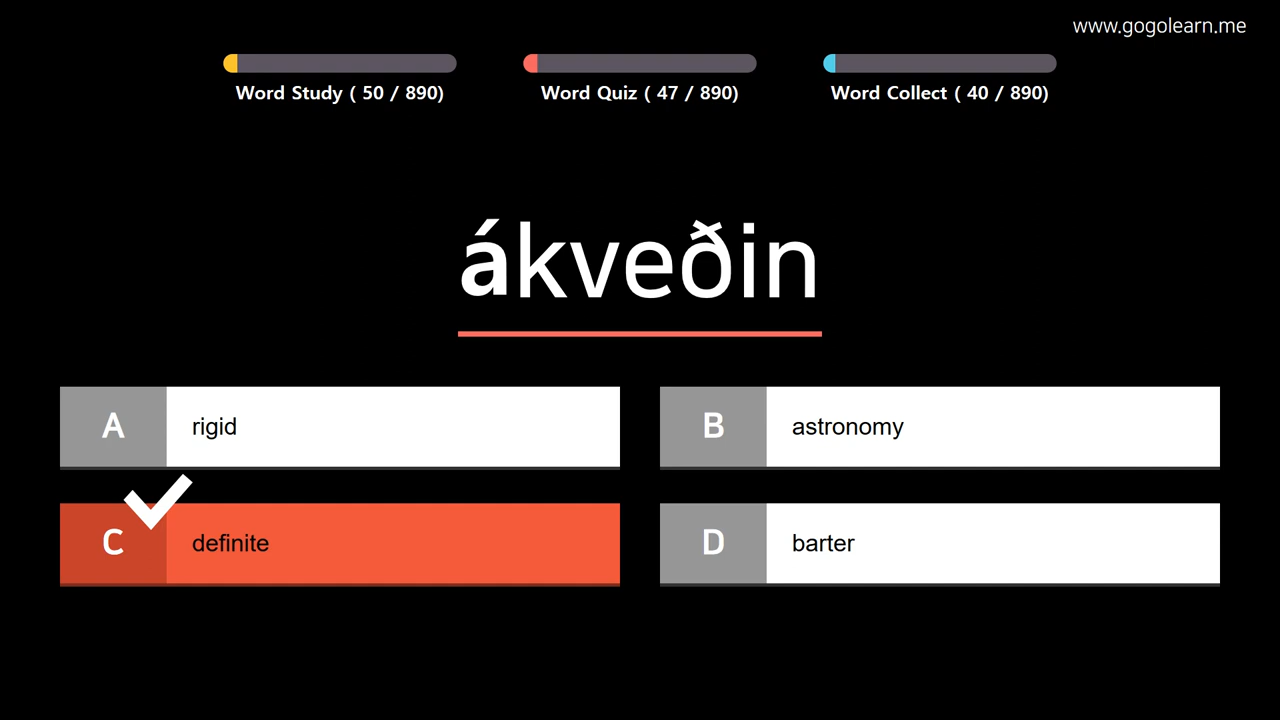 www.gogolearn.me
Word Study ( 50 / 890)
Word Quiz ( 47 / 890)
Word Collect ( 40 / 890)
ákveðin
A rigid
B astronomy
C definite
D barter